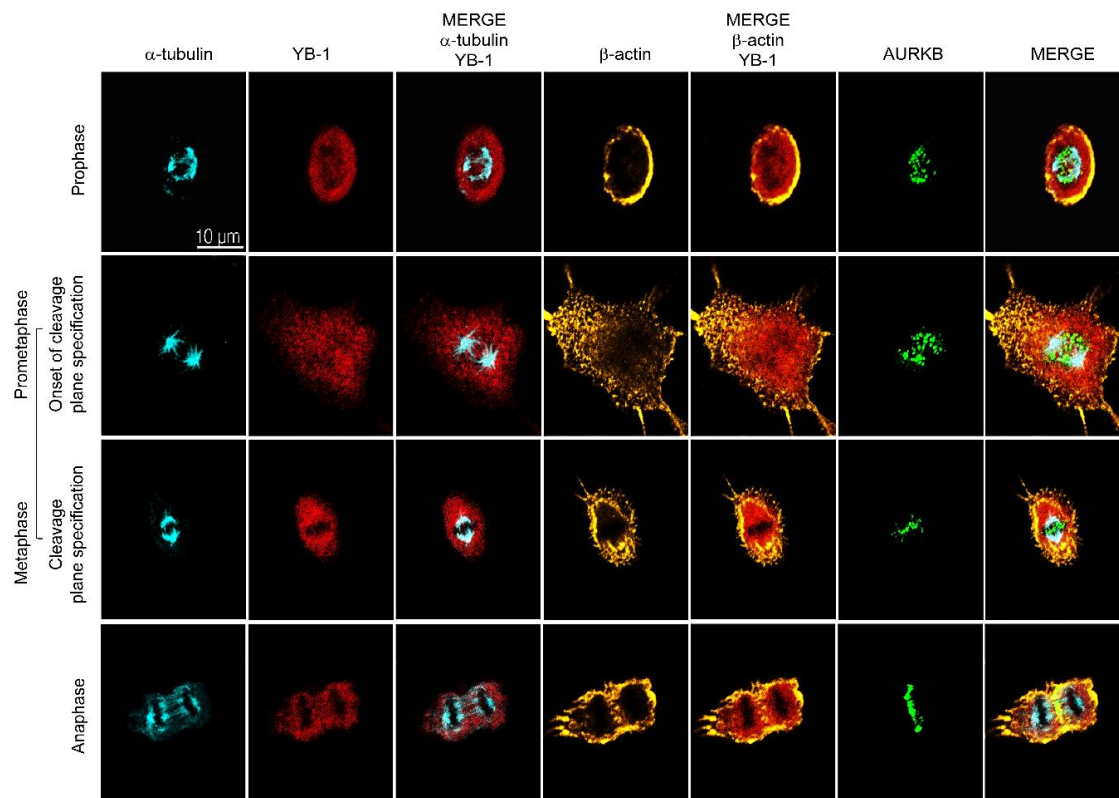 MERGE
α-tubulin
YB-1
MERGE
β-actin
YB-1
α-tubulin
YB-1
β-actin
AURKB
MERGE
Prophase
10 µm
Prometaphase
Onset of cleavage
plane specification
Metaphase
Cleavage
plane specification
Anaphase